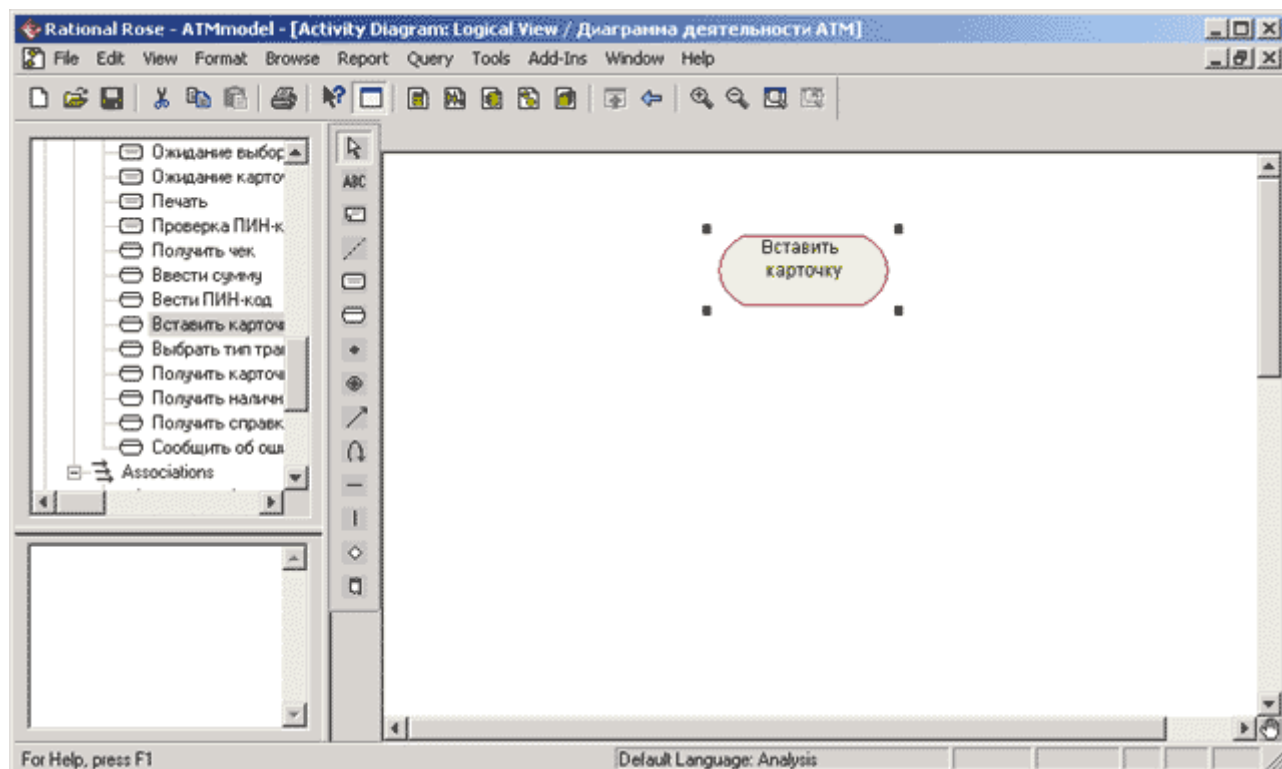 Rational Rose - ATMmodel - [Activity Diagram: Logical View / Диаграмма деятельности ATM]
File Edit View Format Browse Report Query Tools Add-Ins Window Help
Ожидание выбор
Ожидание карто
Печать
Проверка ПИН-к
Получить чек
Ввести сумму
Вести ПИН-код
Вставить карточ
Выбрать тип тран
Получить карточ
Получить наличн
Получить справк
Сообщить об оши
Associations
ABC
Вставить
карточку
For Help, press F1
Default Language: Analysis